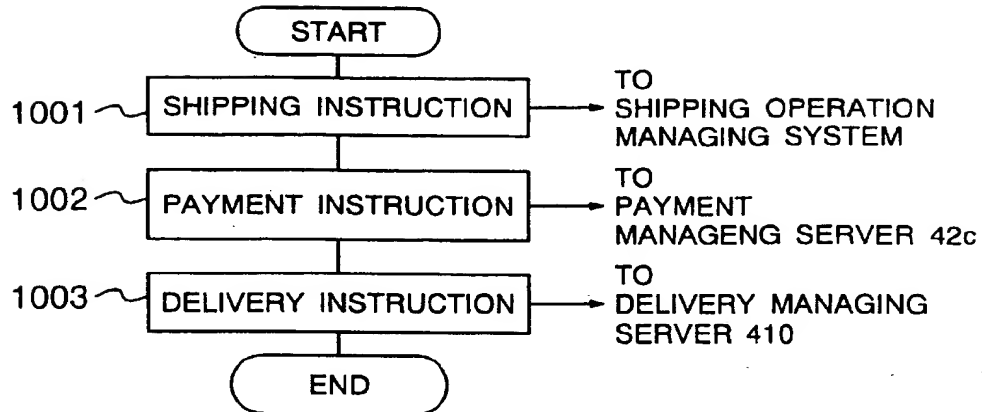 START
1001
SHIPPING INSTRUCTION
TO
SHIPPING OPERATION
MANAGING SYSTEM
1002
PAYMENT INSTRUCTION
TO
PAYMENT
MANAGENG SERVER 42c
1003
DELIVERY INSTRUCTION
TO
DELIVERY MANAGING
SERVER 410
END